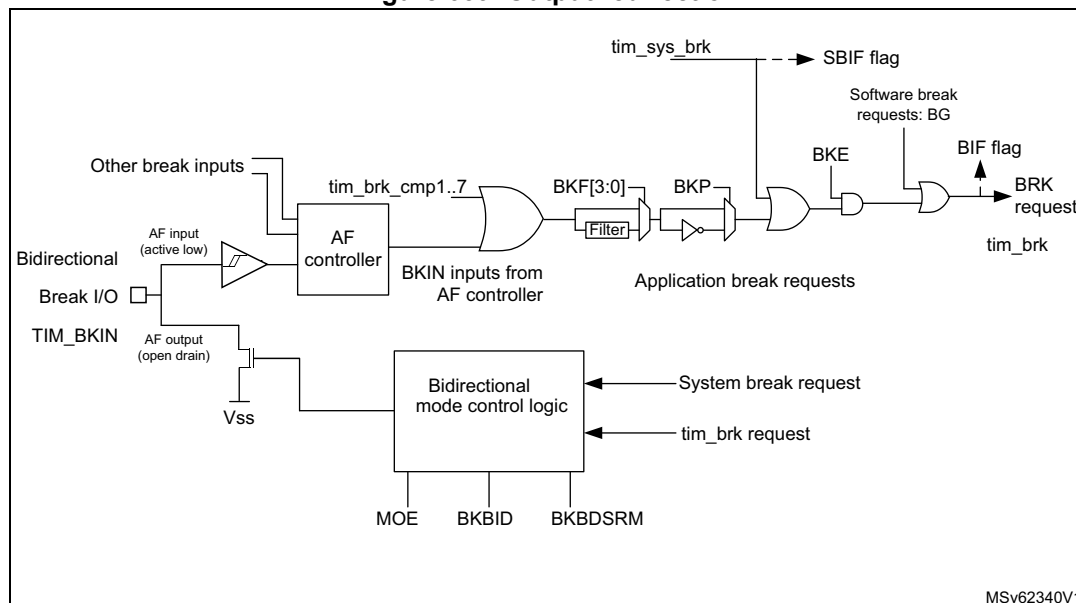 tim_sys_brk
SBIF flag
Software break
requests: BG
BIF flag
BKE
BRK
request
tim_brk
Other break inputs
tim_brk_cmp1..7
BKF[3:0]
BKP
Filter
AF
controller
AF input
(active low)
BKIN inputs from
AF controller
Application break requests
Bidirectional
Break I/O
TIM_BKIN
AF output
(open drain)
Vss
Bidirectional
mode control logic
System break request
tim_brk request
MOE
BKBID
BKBDSRM
MSv62340V1